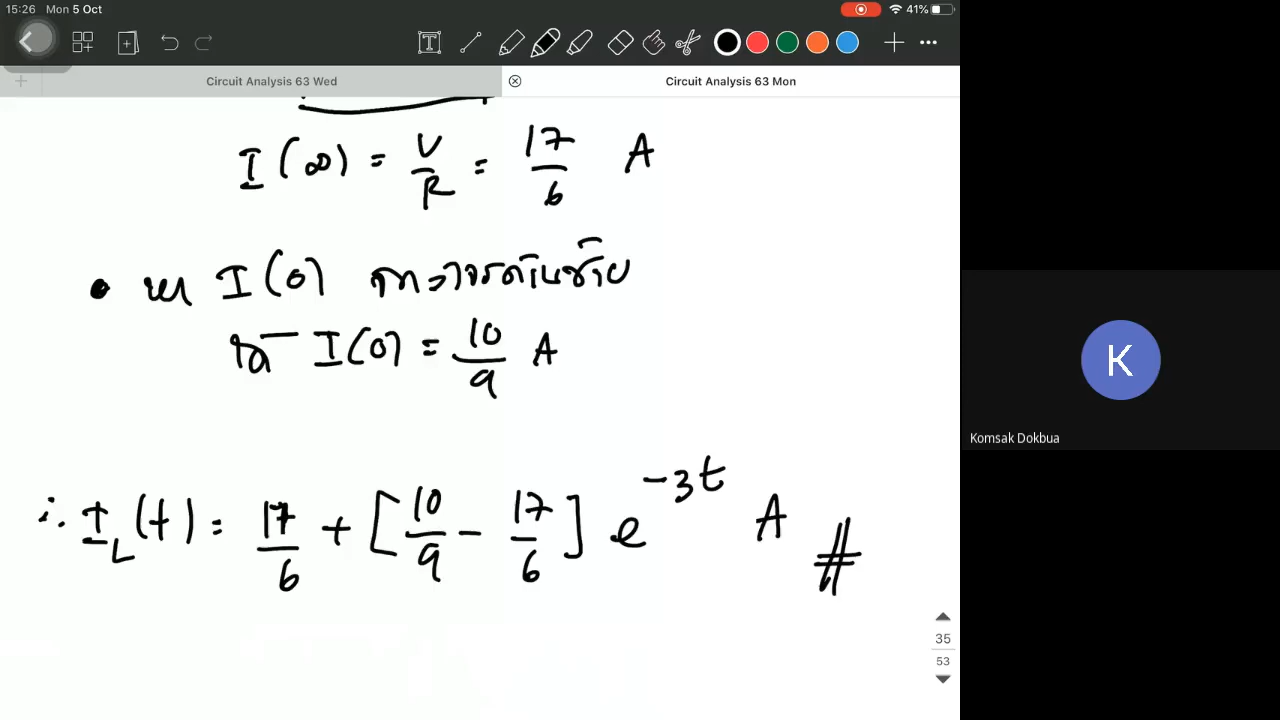 15:26 Mon 5 Oct
41%
Circuit Analysis 63 Wed
Circuit Analysis 63 Mon
I(∞) = V/R = 17/6 A
• หา I(0) จากวงจรด้านซ้าย
ได้ I(0) = 10/9 A
∴ I_L(t) = 17/6 + [10/9 - 17/6] e^{-3t} A #
35
53
K
Komsak Dokbua